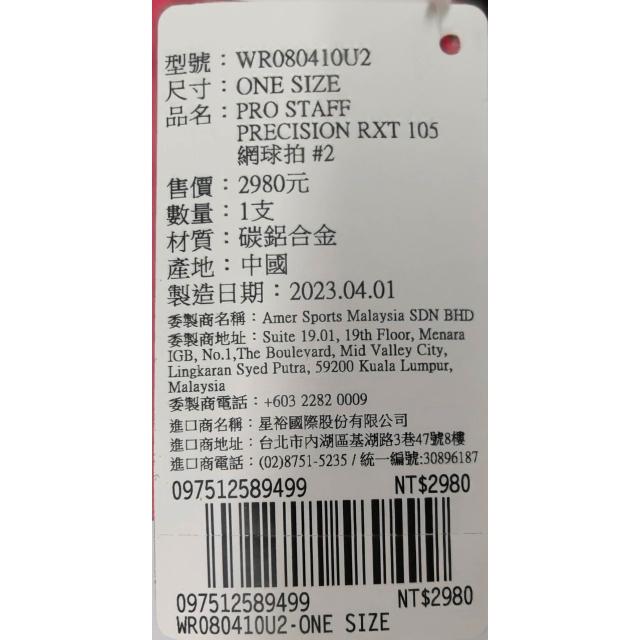 型號：WR080410U2
尺寸：ONE SIZE
品名：PRO STAFF
PRECISION RXT 105
網球拍 #2
售價：2980元
數量：1支
材質：碳鋁合金
產地：中國
製造日期：2023.04.01
委製商名稱：Amer Sports Malaysia SDN BHD
委製商地址：Suite 19.01, 19th Floor, Menara
IGB, No.1,The Boulevard, Mid Valley City,
Lingkaran Syed Putra, 59200 Kuala Lumpur,
Malaysia
委製商電話：+603 2282 0009
進口商名稱：星裕國際股份有限公司
進口商地址：台北市內湖區基湖路3巷47號8樓
進口商電話：(02)8751-5235 / 統一編號:30896187
097512589499 NT$2980
097512589499 NT$2980
WR080410U2-ONE SIZE